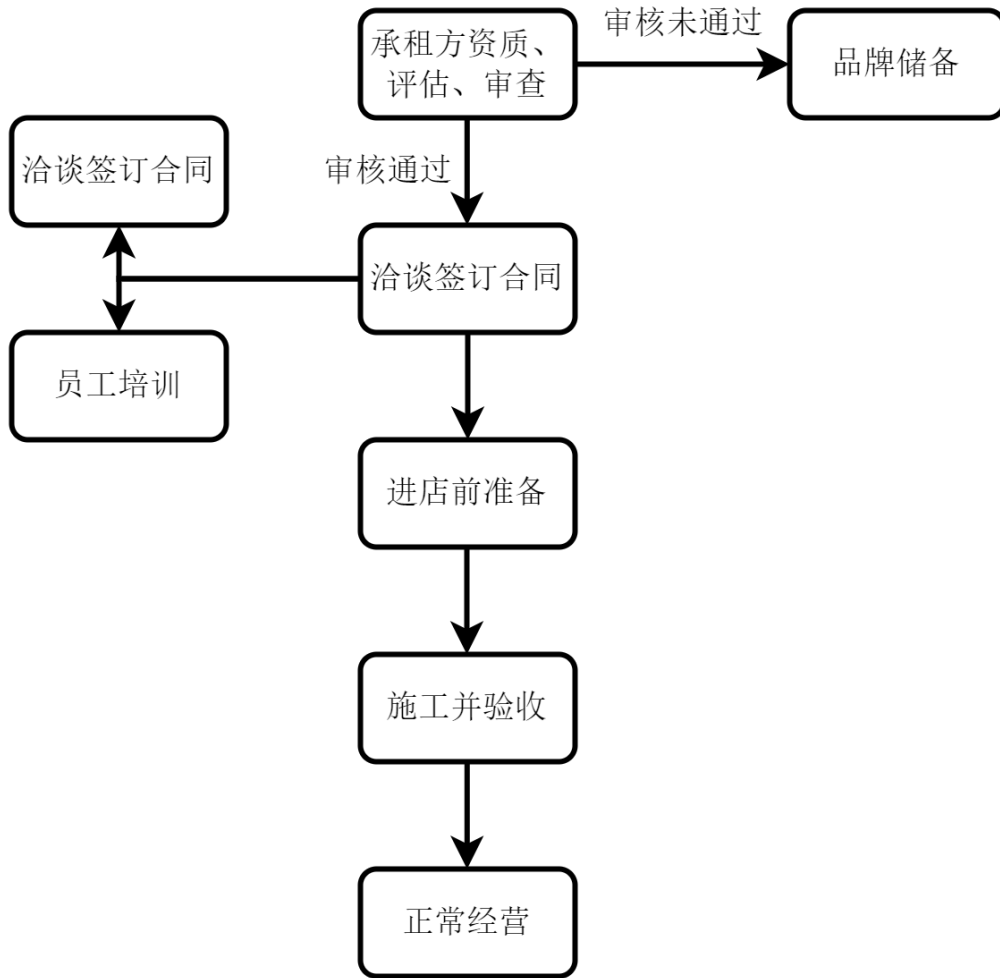 承租方资质、
评估、审查
审核未通过
品牌储备
洽谈签订合同
审核通过
洽谈签订合同
员工培训
进店前准备
施工并验收
正常经营